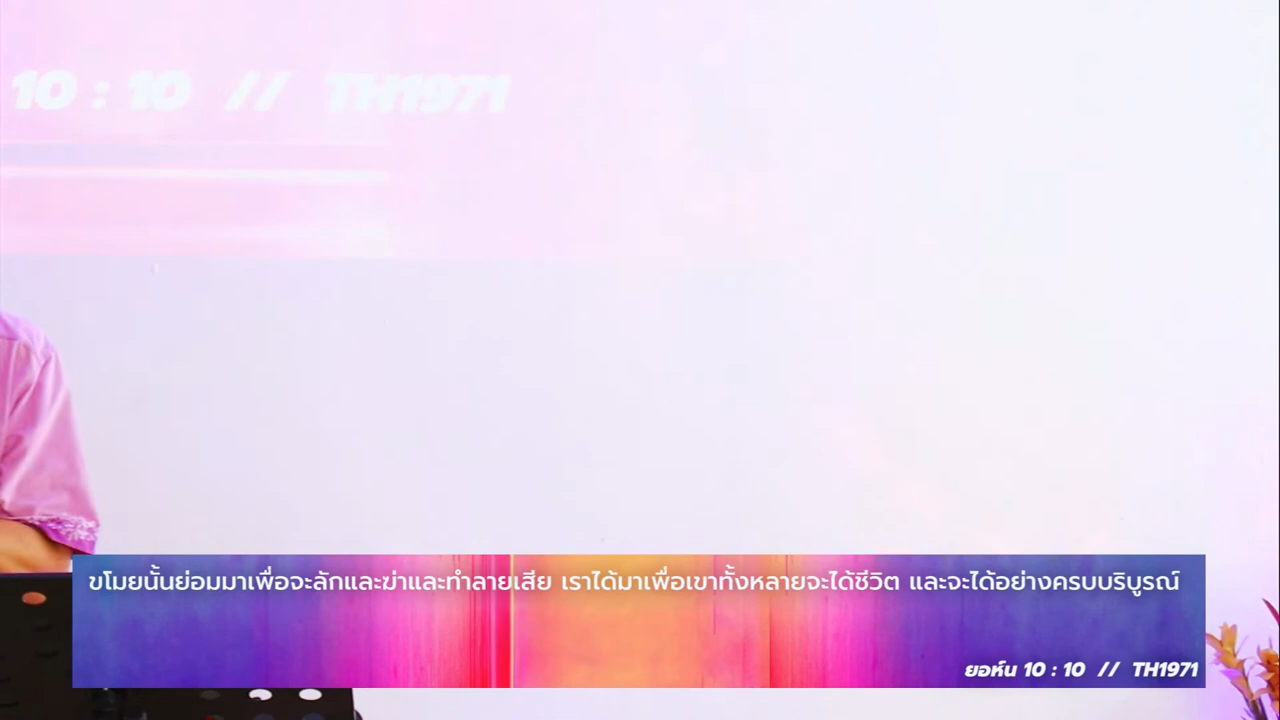 10 : 10 // TH1971
ขโมยนั้นย่อมมาเพื่อจะลักและฆ่าและทำลายเสีย เราได้มาเพื่อเขาทั้งหลายจะได้ชีวิต และจะได้อย่างครบบริบูรณ์
ยอห์น 10 : 10 // TH1971